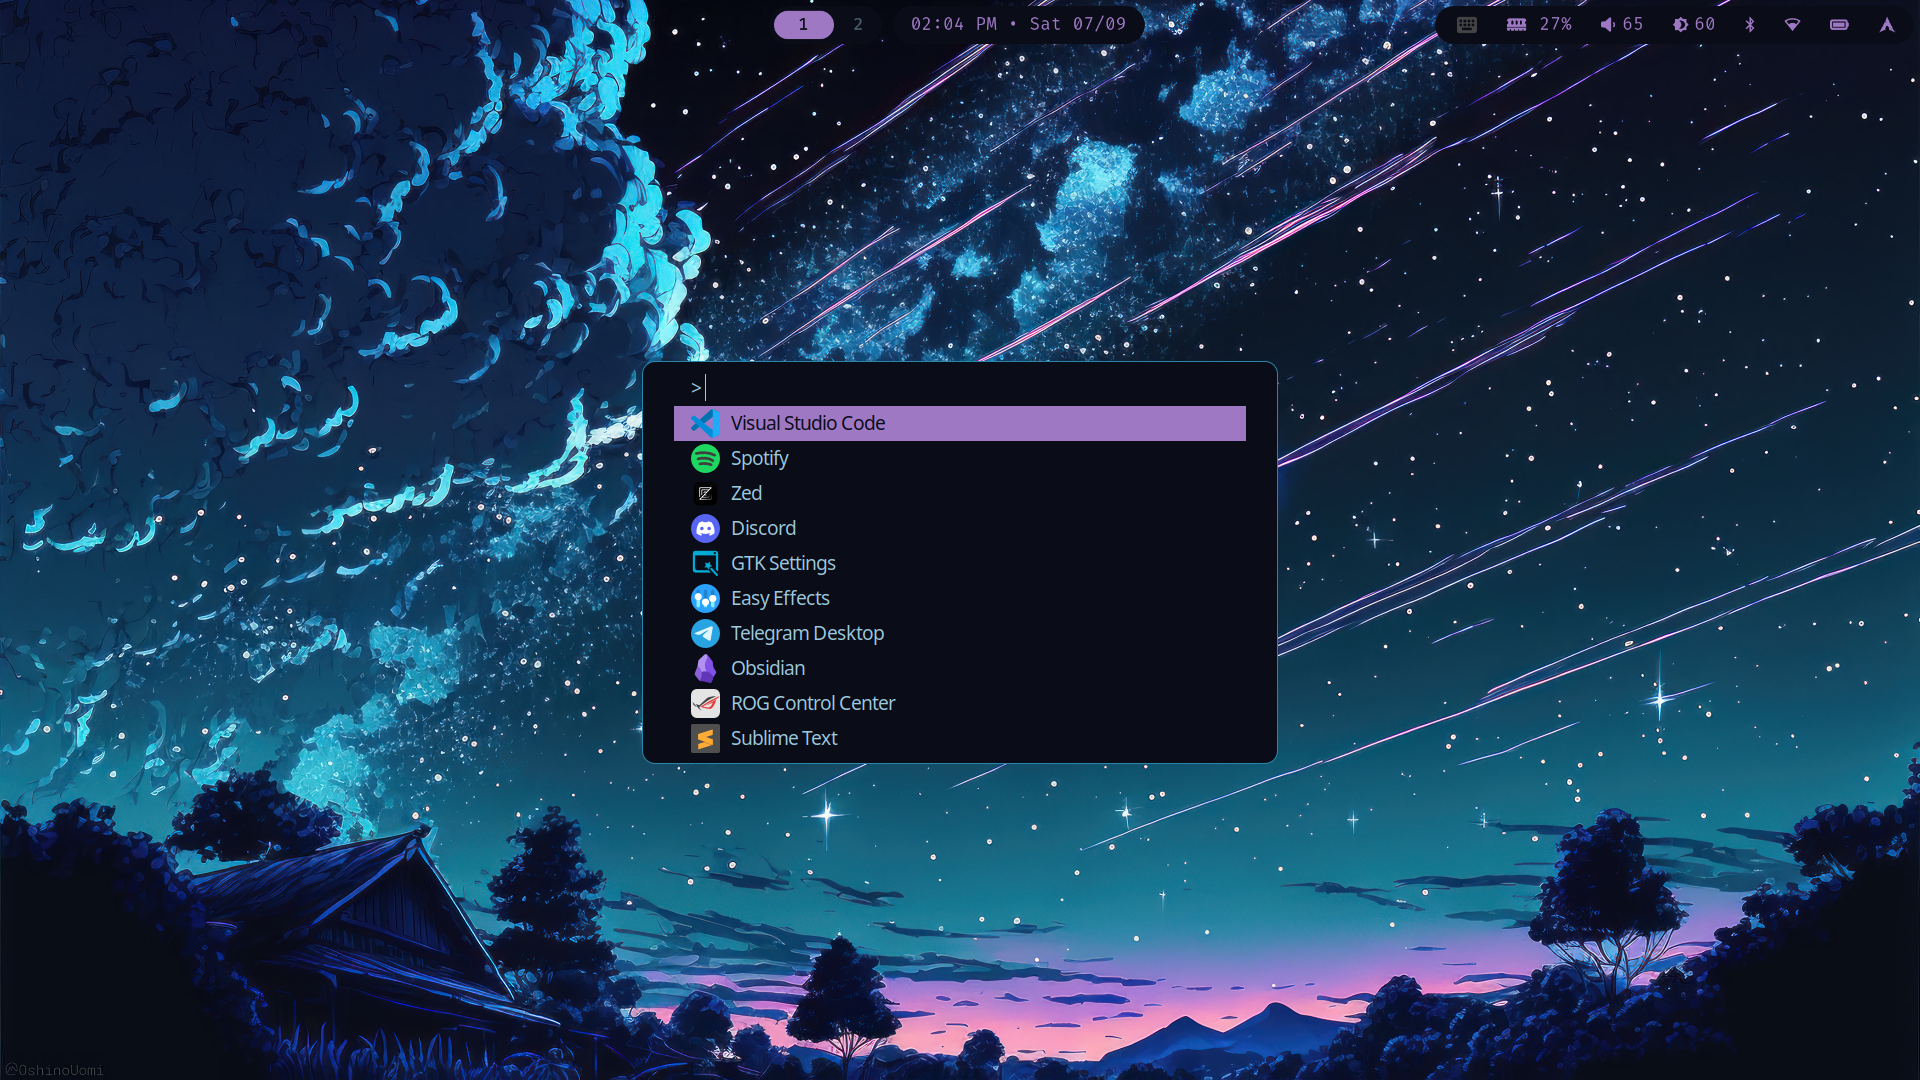 1 2 02:04 PM • Sat 07/09 27% 65 60
>
Visual Studio Code
Spotify
Zed
Discord
GTK Settings
Easy Effects
Telegram Desktop
Obsidian
ROG Control Center
Sublime Text
@OshinoUomi